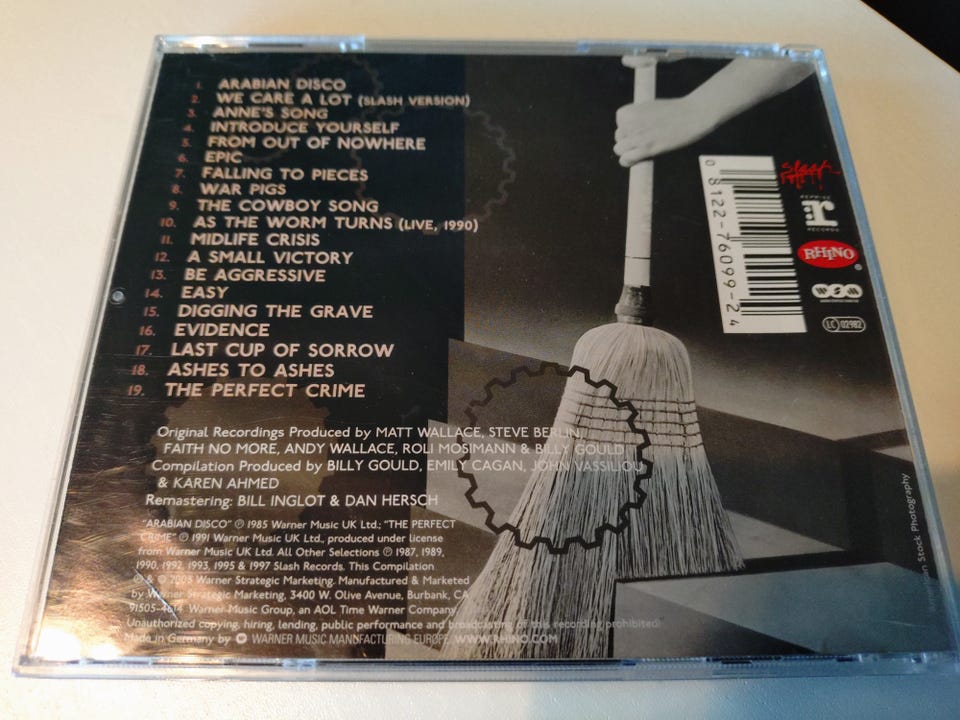 1. ARABIAN DISCO
2. WE CARE A LOT (SLASH VERSION)
3. ANNE'S SONG
4. INTRODUCE YOURSELF
5. FROM OUT OF NOWHERE
6. EPIC
7. FALLING TO PIECES
8. WAR PIGS
9. THE COWBOY SONG
10. AS THE WORM TURNS (LIVE, 1990)
11. MIDLIFE CRISIS
12. A SMALL VICTORY
13. BE AGGRESSIVE
14. EASY
15. DIGGING THE GRAVE
16. EVIDENCE
17. LAST CUP OF SORROW
18. ASHES TO ASHES
19. THE PERFECT CRIME
Original Recordings Produced by MATT WALLACE, STEVE BERLIN,
FAITH NO MORE, ANDY WALLACE, ROLI MOSIMANN & BILLY GOULD
Compilation Produced by BILLY GOULD, EMILY CAGAN, JOHN VASSILIOU
& KAREN AHMED
Remastering: BILL INGLOT & DAN HERSCH
"ARABIAN DISCO" ℗ 1985 Warner Music UK Ltd.; "THE PERFECT
CRIME" ℗ 1991 Warner Music UK Ltd., produced under license
from Warner Music UK Ltd. All Other Selections ℗ 1987, 1989,
1990, 1992, 1993, 1995 & 1997 Slash Records. This Compilation
℗ & © Warner Strategic Marketing. Manufactured & Marketed
by Warner Strategic Marketing, 3400 W. Olive Avenue, Burbank, CA
91505-4614. Warner Music Group, an AOL Time Warner Company.
Unauthorized copying, hiring, lending, public performance and broadcasting of this recording prohibited.
Made in Germany by WARNER MUSIC MANUFACTURING EUROPE. WWW.RHINO.COM
0 8122-76099-2 4
Slash
REPRISE
r
RECORDS
RHINO
WSM
LC 02982
Stock Photography